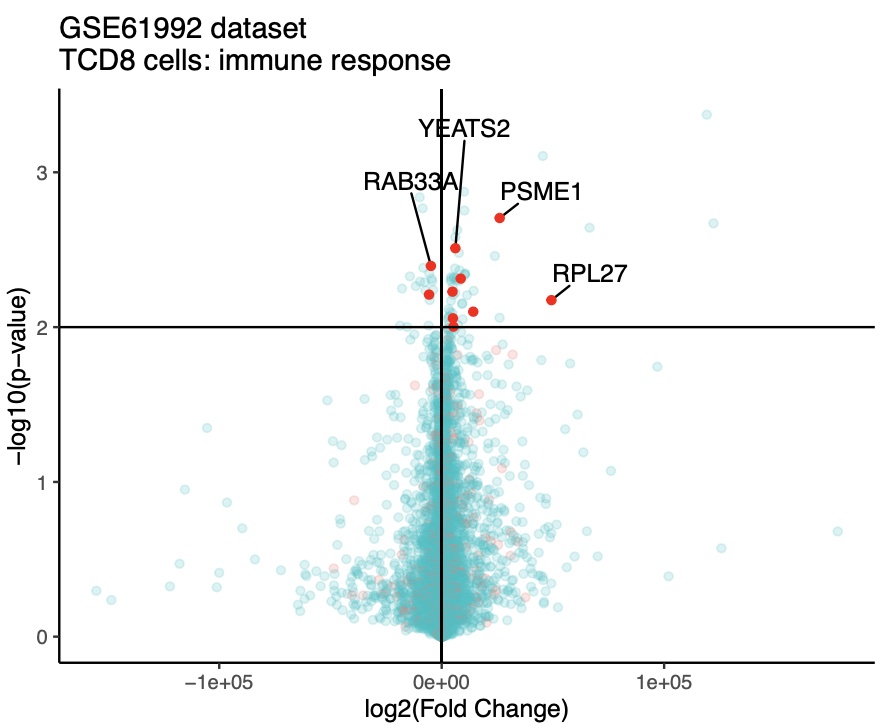 GSE61992 dataset
TCD8 cells: immune response
YEATS2
RAB33A
PSME1
RPL27
3
2
1
0
−log10(p−value)
−1e+05
0e+00
1e+05
log2(Fold Change)